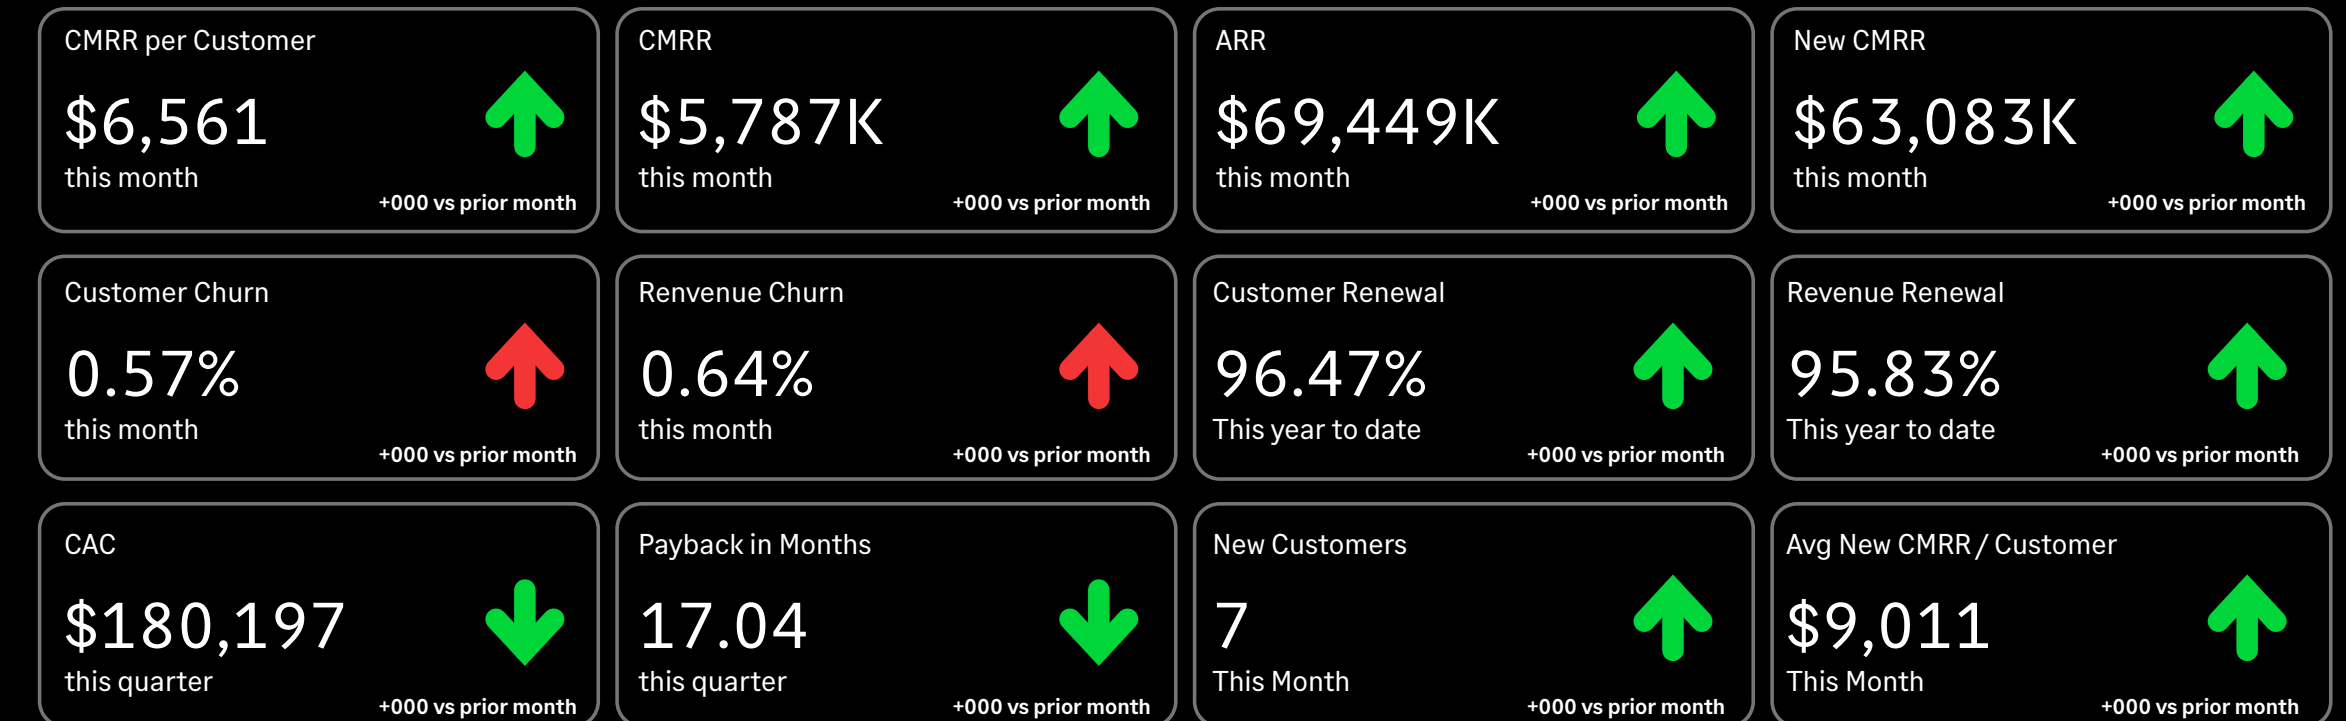 CMRR per Customer
$6,561
this month
+000 vs prior month
CMRR
$5,787K
this month
+000 vs prior month
ARR
$69,449K
this month
+000 vs prior month
New CMRR
$63,083K
this month
+000 vs prior month
Customer Churn
0.57%
this month
+000 vs prior month
Renvenue Churn
0.64%
this month
+000 vs prior month
Customer Renewal
96.47%
This year to date
+000 vs prior month
Revenue Renewal
95.83%
This year to date
+000 vs prior month
CAC
$180,197
this quarter
+000 vs prior month
Payback in Months
17.04
this quarter
+000 vs prior month
New Customers
7
This Month
+000 vs prior month
Avg New CMRR / Customer
$9,011
This Month
+000 vs prior month